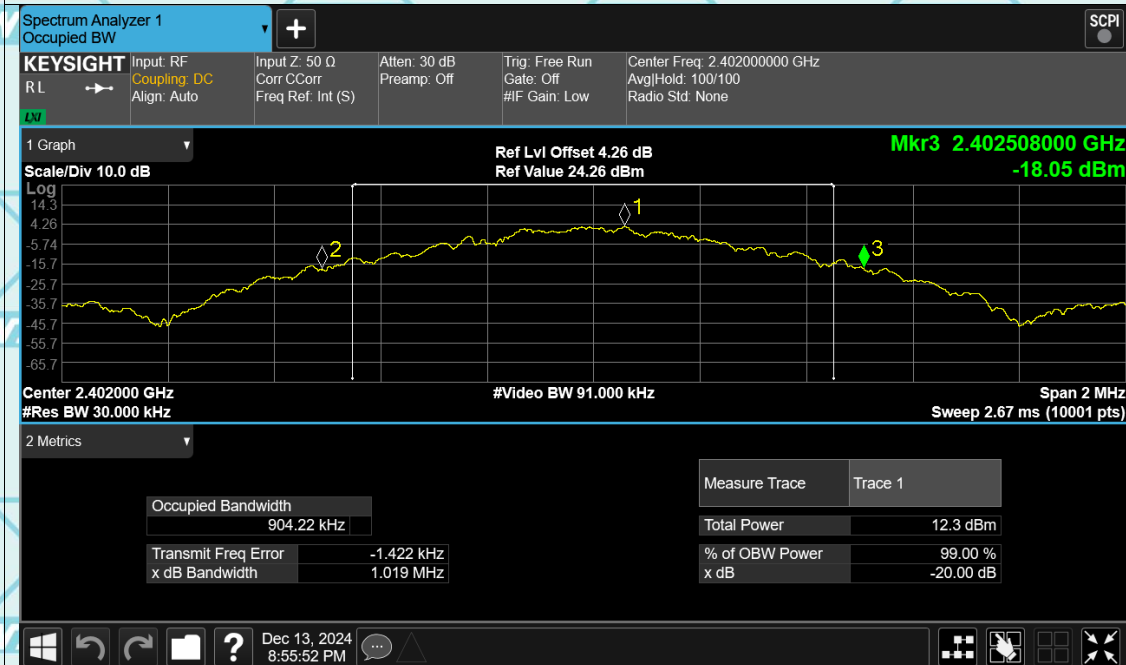 Spectrum Analyzer 1
Occupied BW
+
SCPI
KEYSIGHT
RL
LXI
Input: RF
Coupling: DC
Align: Auto
Input Z: 50 Ω
Corr CCorr
Freq Ref: Int (S)
Atten: 30 dB
Preamp: Off
Trig: Free Run
Gate: Off
#IF Gain: Low
Center Freq: 2.402000000 GHz
Avg|Hold: 100/100
Radio Std: None
1 Graph
Scale/Div 10.0 dB
Ref Lvl Offset 4.26 dB
Ref Value 24.26 dBm
Mkr3 2.402508000 GHz
-18.05 dBm
Log
14.3
4.26
-5.74
-15.7
-25.7
-35.7
-45.7
-55.7
-65.7
2
1
3
Center 2.402000 GHz
#Video BW 91.000 kHz
Span 2 MHz
#Res BW 30.000 kHz
Sweep 2.67 ms (10001 pts)
2 Metrics
Measure Trace Trace 1
Occupied Bandwidth
904.22 kHz
Total Power 12.3 dBm
Transmit Freq Error -1.422 kHz
% of OBW Power 99.00 %
x dB Bandwidth 1.019 MHz
x dB -20.00 dB
?
Dec 13, 2024
8:55:52 PM